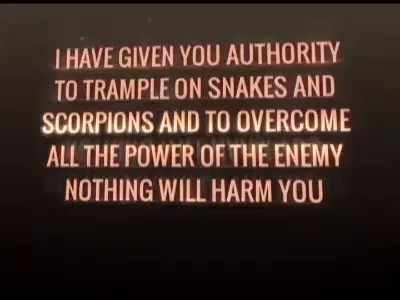 I HAVE GIVEN YOU AUTHORITY
TO TRAMPLE ON SNAKES AND
SCORPIONS AND TO OVERCOME
ALL THE POWER OF THE ENEMY
NOTHING WILL HARM YOU